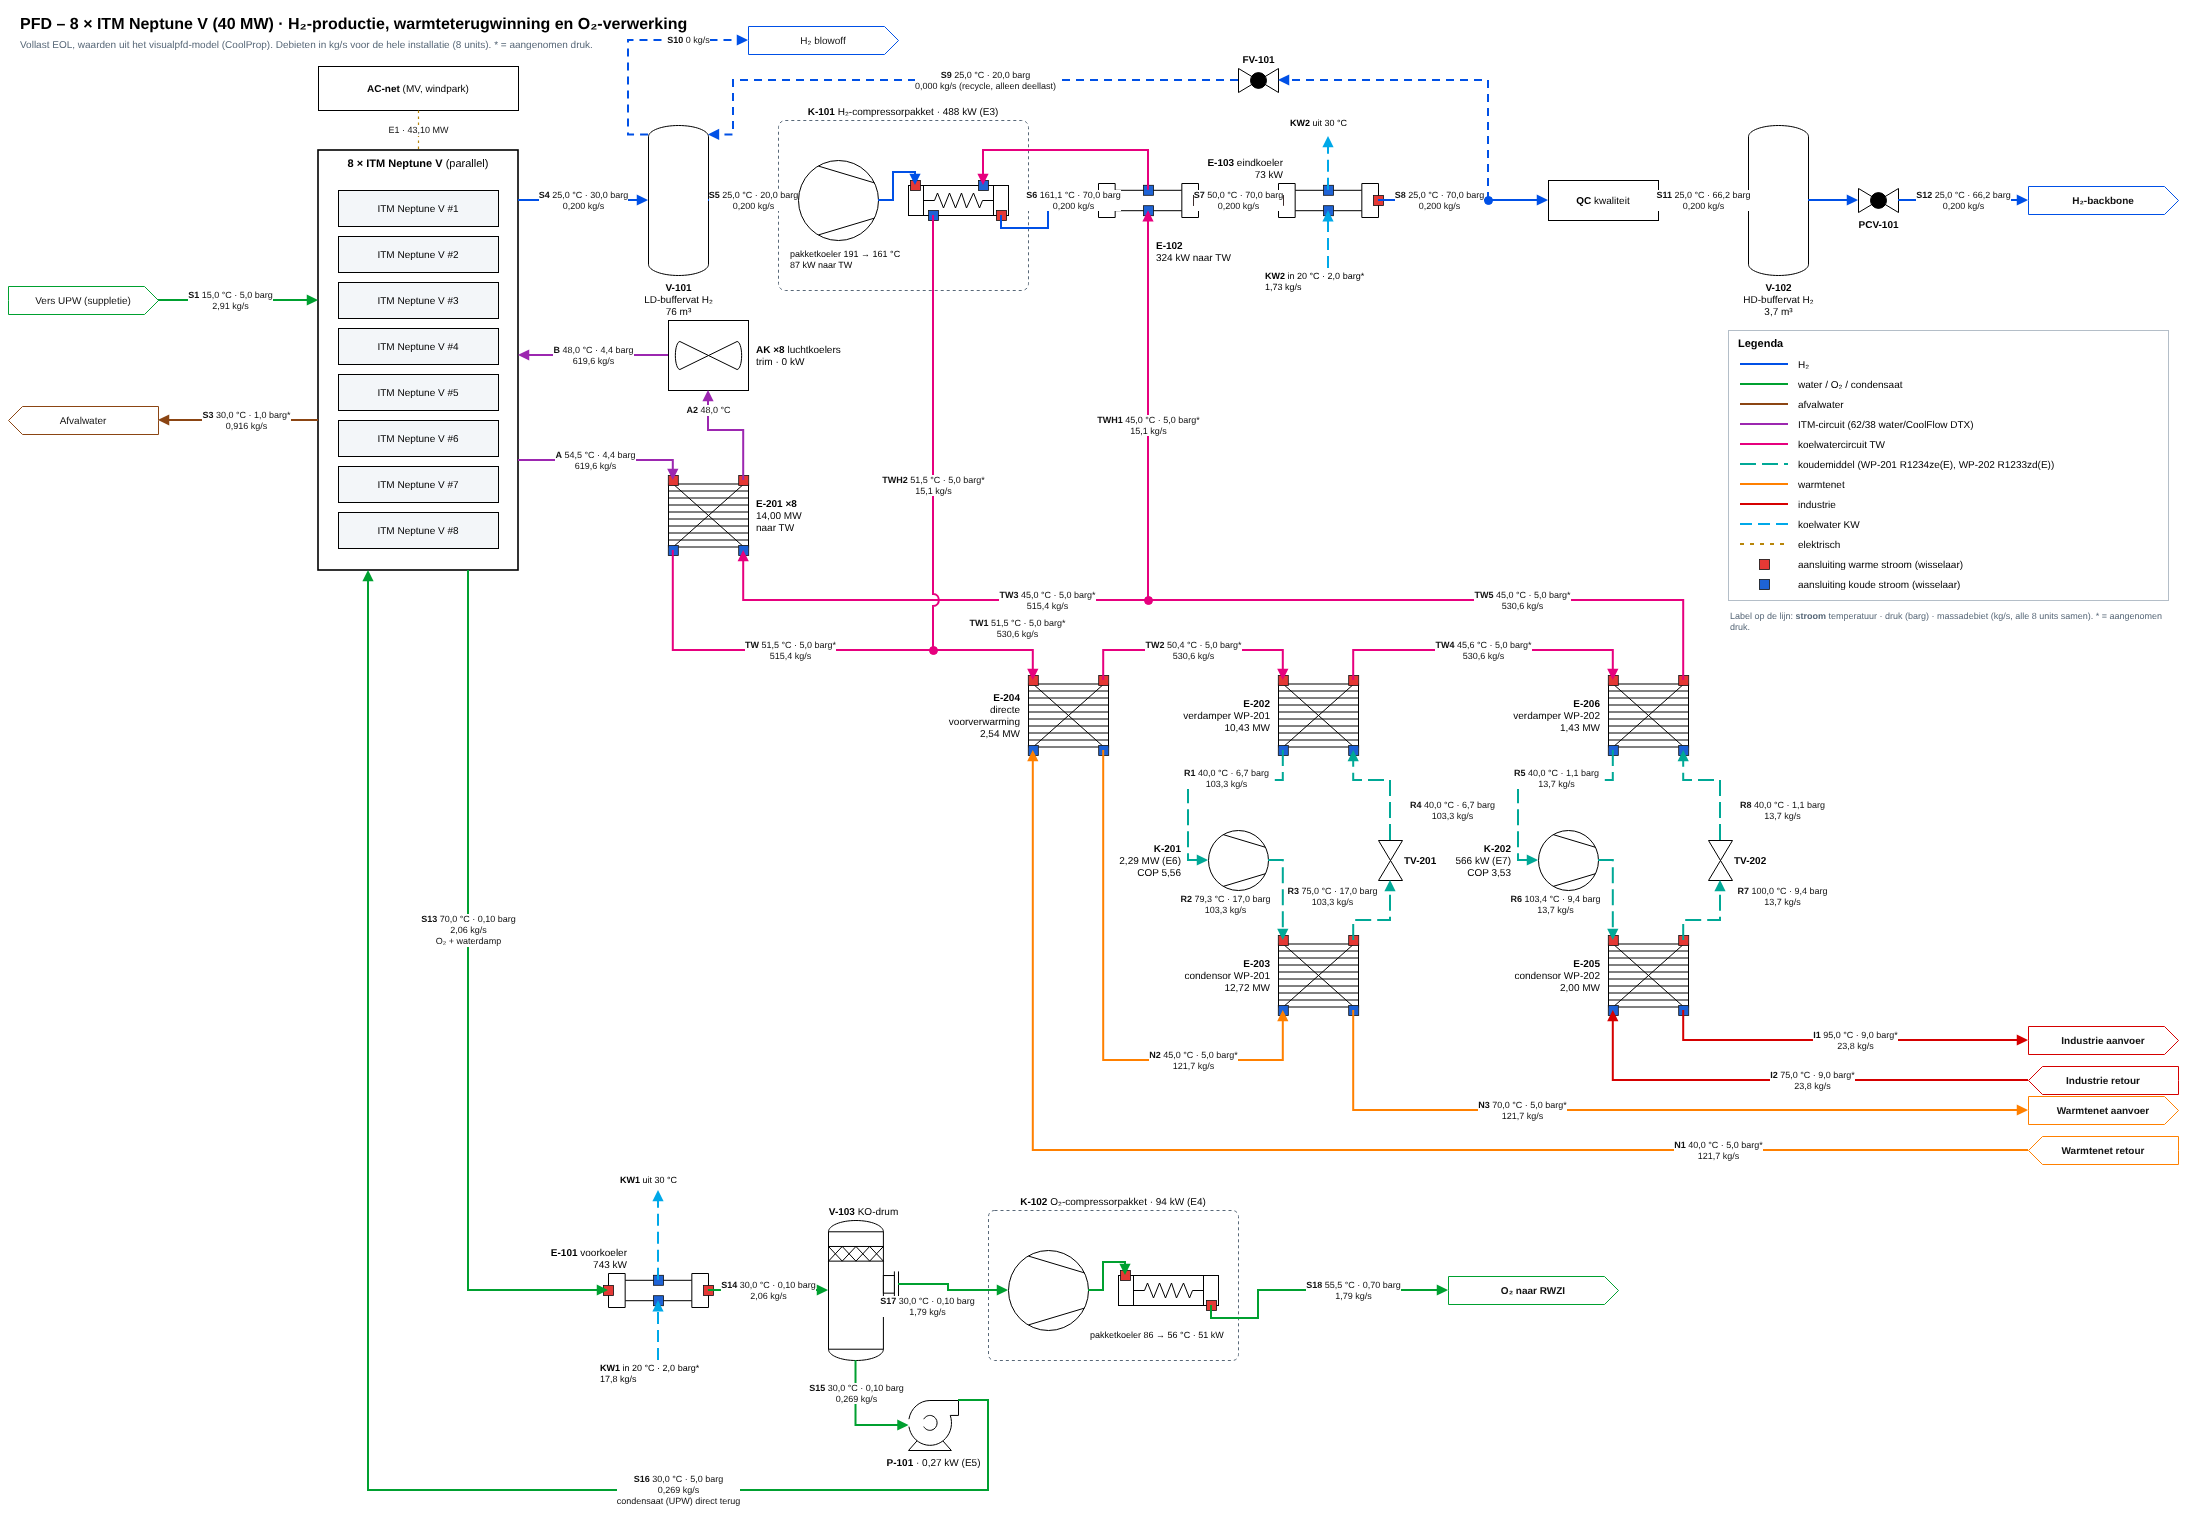 PFD – 8 × ITM Neptune V (40 MW) · H₂-productie, warmteterugwinning en O₂-verwerking
Vollast EOL, waarden uit het visualpfd-model (CoolProp). Debieten in kg/s voor de hele installatie (8 units). * = aangenomen druk.
S10 0 kg/s
H₂ blowoff
FV-101
S9 25,0 °C · 20,0 barg
0,000 kg/s (recycle, alleen deellast)
AC-net (MV, windpark)
E1 · 43,10 MW
K-101 H₂-compressorpakket · 488 kW (E3)
KW2 uit 30 °C
8 × ITM Neptune V (parallel)
E-103 eindkoeler
73 kW
ITM Neptune V #1
ITM Neptune V #2
ITM Neptune V #3
ITM Neptune V #4
ITM Neptune V #5
ITM Neptune V #6
ITM Neptune V #7
ITM Neptune V #8
S4 25,0 °C · 30,0 barg
0,200 kg/s
S5 25,0 °C · 20,0 barg
0,200 kg/s
S6 161,1 °C · 70,0 barg
0,200 kg/s
S7 50,0 °C · 70,0 barg
0,200 kg/s
S8 25,0 °C · 70,0 barg
0,200 kg/s
QC kwaliteit
S11 25,0 °C · 66,2 barg
0,200 kg/s
S12 25,0 °C · 66,2 barg
0,200 kg/s
H₂-backbone
PCV-101
pakketkoeler 191 → 161 °C
87 kW naar TW
E-102
324 kW naar TW
KW2 in 20 °C · 2,0 barg*
1,73 kg/s
V-101
LD-buffervat H₂
76 m³
V-102
HD-buffervat H₂
3,7 m³
Vers UPW (suppletie)
S1 15,0 °C · 5,0 barg
2,91 kg/s
B 48,0 °C · 4,4 barg
619,6 kg/s
AK ×8 luchtkoelers
trim · 0 kW
A2 48,0 °C
Afvalwater
S3 30,0 °C · 1,0 barg*
0,916 kg/s
A 54,5 °C · 4,4 barg
619,6 kg/s
TWH1 45,0 °C · 5,0 barg*
15,1 kg/s
TWH2 51,5 °C · 5,0 barg*
15,1 kg/s
E-201 ×8
14,00 MW
naar TW
Legenda
H₂
water / O₂ / condensaat
afvalwater
ITM-circuit (62/38 water/CoolFlow DTX)
koelwatercircuit TW
koudemiddel (WP-201 R1234ze(E), WP-202 R1233zd(E))
warmtenet
industrie
koelwater KW
elektrisch
aansluiting warme stroom (wisselaar)
aansluiting koude stroom (wisselaar)
Label op de lijn: stroom temperatuur · druk (barg) · massadebiet (kg/s, alle 8 units samen). * = aangenomen
druk.
TW3 45,0 °C · 5,0 barg*
515,4 kg/s
TW5 45,0 °C · 5,0 barg*
530,6 kg/s
TW1 51,5 °C · 5,0 barg*
530,6 kg/s
TW 51,5 °C · 5,0 barg*
515,4 kg/s
TW2 50,4 °C · 5,0 barg*
530,6 kg/s
TW4 45,6 °C · 5,0 barg*
530,6 kg/s
E-204
directe
voorverwarming
2,54 MW
E-202
verdamper WP-201
10,43 MW
E-206
verdamper WP-202
1,43 MW
R1 40,0 °C · 6,7 barg
103,3 kg/s
R4 40,0 °C · 6,7 barg
103,3 kg/s
R5 40,0 °C · 1,1 barg
13,7 kg/s
R8 40,0 °C · 1,1 barg
13,7 kg/s
K-201
2,29 MW (E6)
COP 5,56
TV-201
K-202
566 kW (E7)
COP 3,53
TV-202
R2 79,3 °C · 17,0 barg
103,3 kg/s
R3 75,0 °C · 17,0 barg
103,3 kg/s
R6 103,4 °C · 9,4 barg
13,7 kg/s
R7 100,0 °C · 9,4 barg
13,7 kg/s
S13 70,0 °C · 0,10 barg
2,06 kg/s
O₂ + waterdamp
E-203
condensor WP-201
12,72 MW
E-205
condensor WP-202
2,00 MW
N2 45,0 °C · 5,0 barg*
121,7 kg/s
I1 95,0 °C · 9,0 barg*
23,8 kg/s
Industrie aanvoer
I2 75,0 °C · 9,0 barg*
23,8 kg/s
Industrie retour
N3 70,0 °C · 5,0 barg*
121,7 kg/s
Warmtenet aanvoer
N1 40,0 °C · 5,0 barg*
121,7 kg/s
Warmtenet retour
KW1 uit 30 °C
V-103 KO-drum
K-102 O₂-compressorpakket · 94 kW (E4)
E-101 voorkoeler
743 kW
S14 30,0 °C · 0,10 barg
2,06 kg/s
S17 30,0 °C · 0,10 barg
1,79 kg/s
S18 55,5 °C · 0,70 barg
1,79 kg/s
O₂ naar RWZI
pakketkoeler 86 → 56 °C · 51 kW
KW1 in 20 °C · 2,0 barg*
17,8 kg/s
S15 30,0 °C · 0,10 barg
0,269 kg/s
P-101 · 0,27 kW (E5)
S16 30,0 °C · 5,0 barg
0,269 kg/s
condensaat (UPW) direct terug